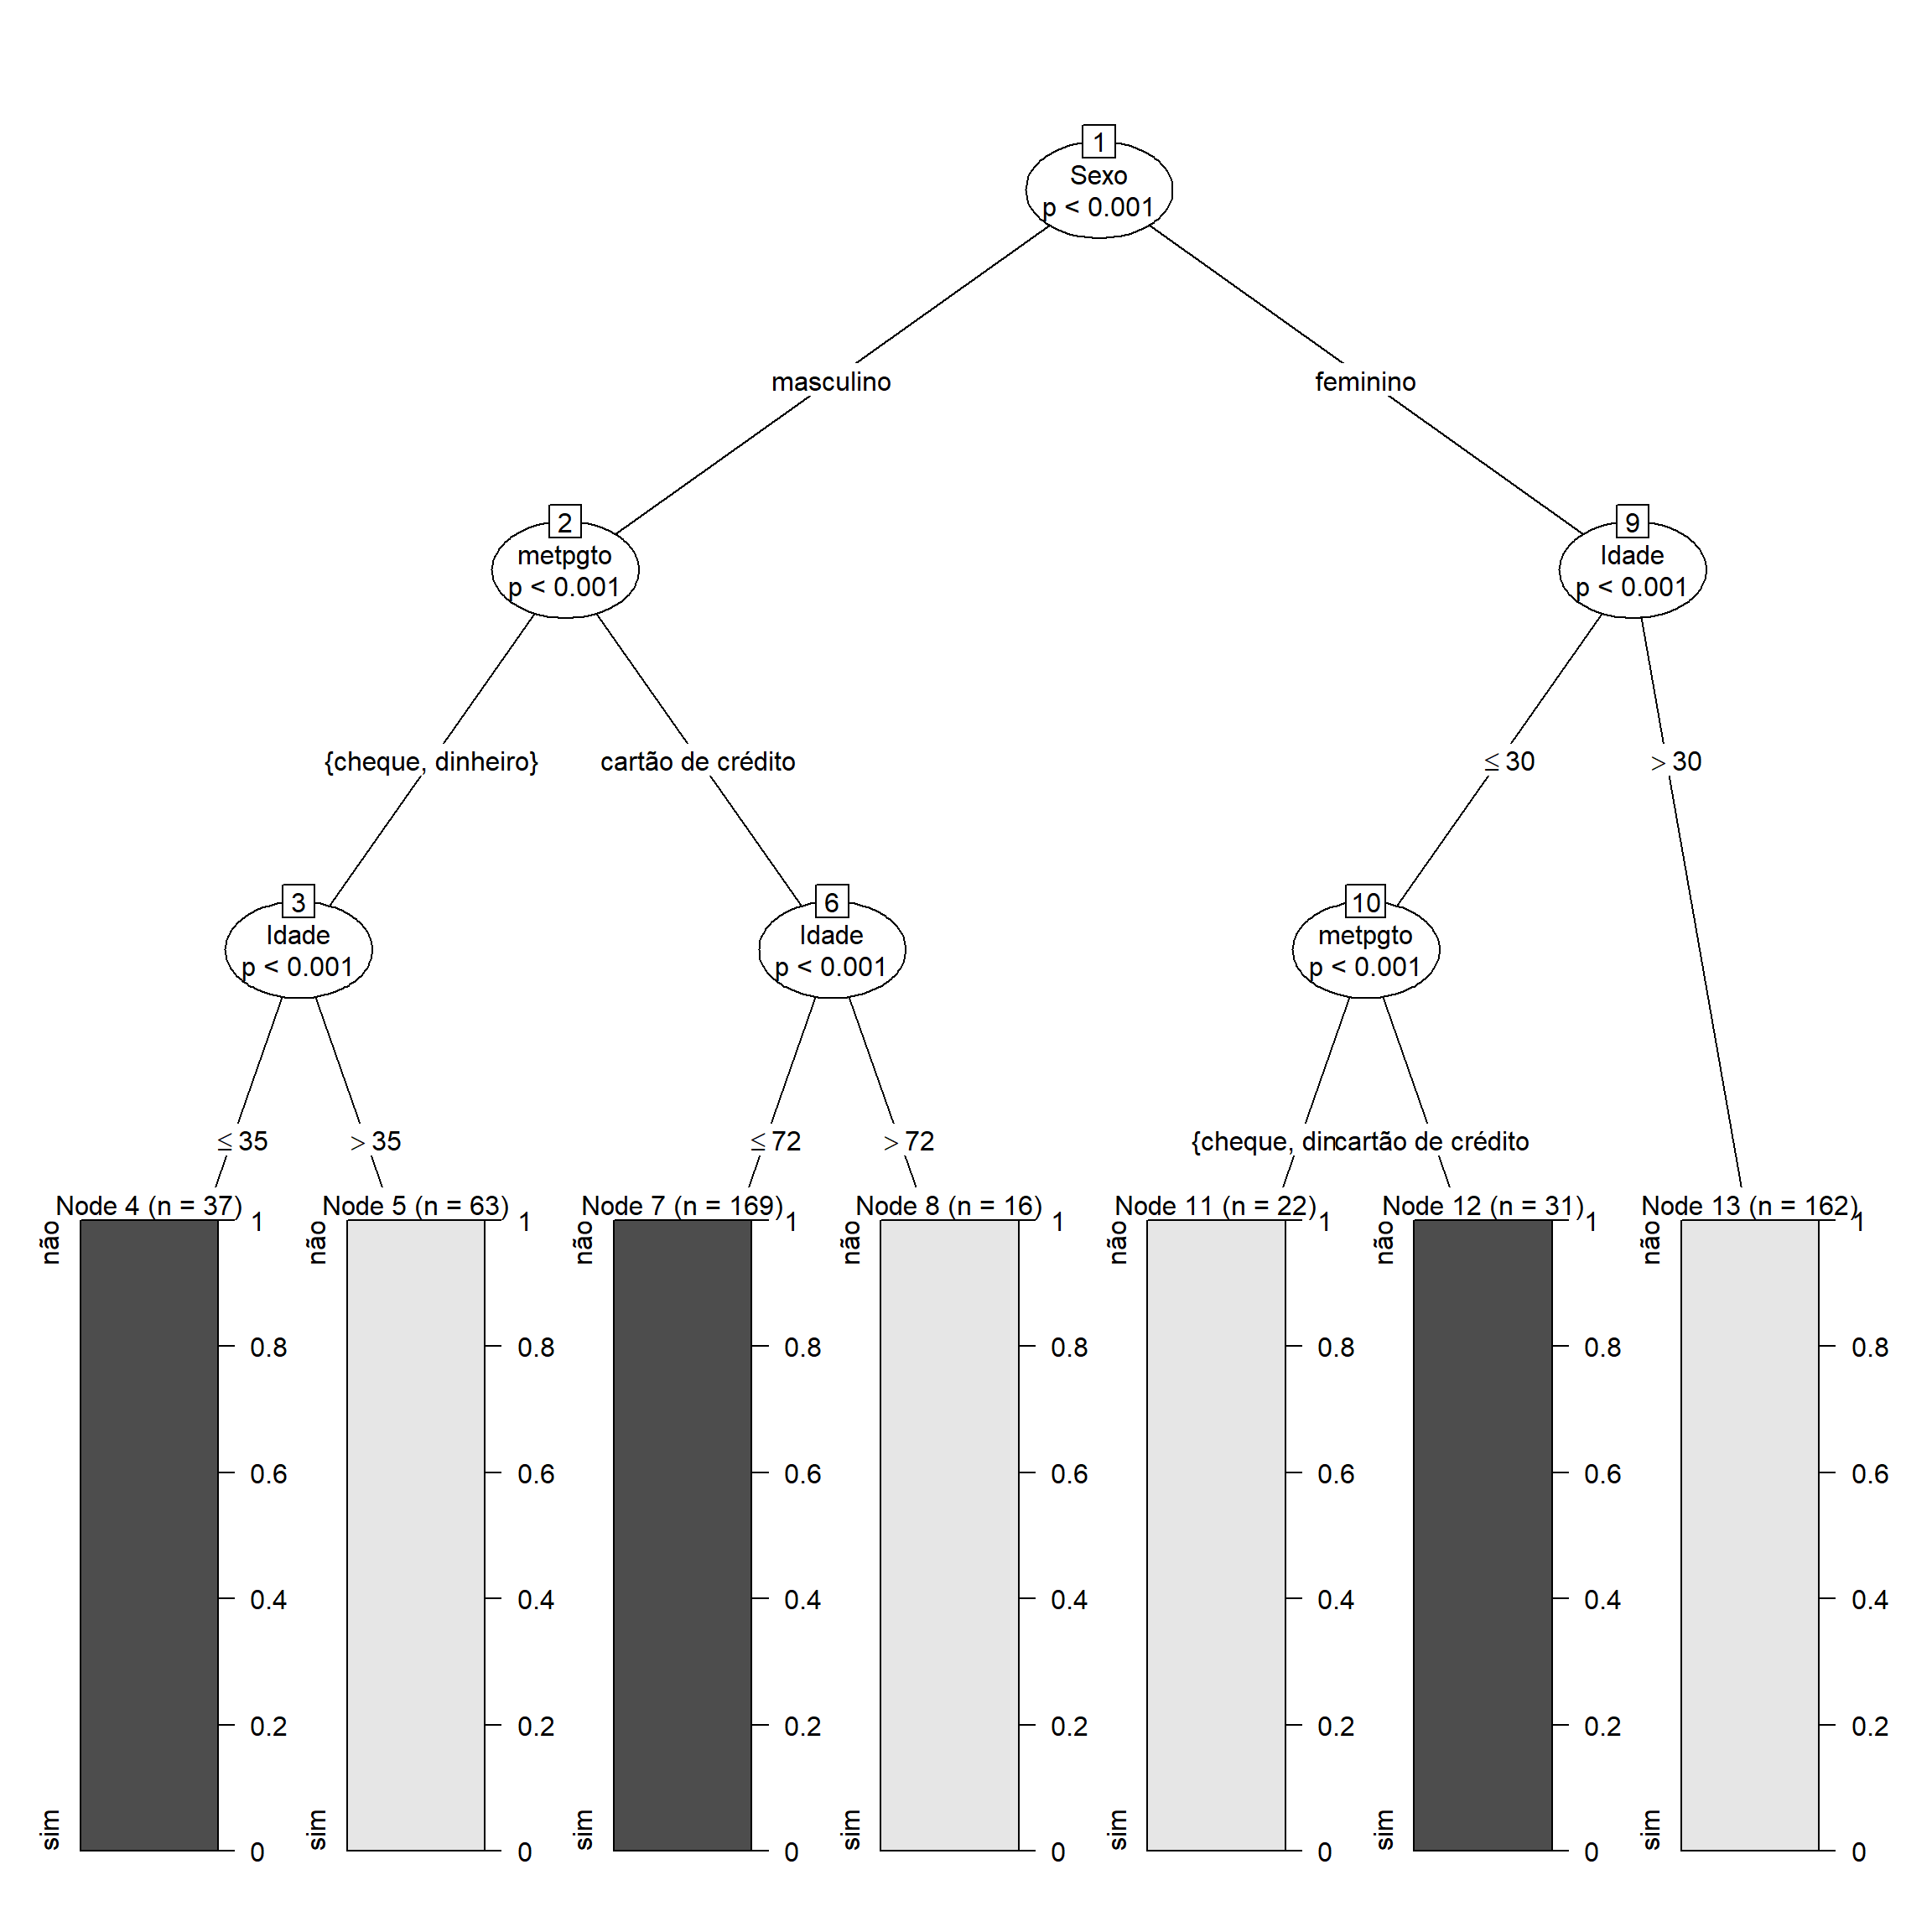 1
Sexo
p < 0.001
masculino
feminino
2
metpgto
p < 0.001
9
Idade
p < 0.001
{cheque, dinheiro}
cartão de crédito
≤ 30
> 30
3
Idade
p < 0.001
6
Idade
p < 0.001
10
metpgto
p < 0.001
≤ 35
> 35
≤ 72
> 72
{cheque, din
cartão de crédito
Node 4 (n = 37)
não
sim
1
0.8
0.6
0.4
0.2
0
Node 5 (n = 63)
não
sim
1
0.8
0.6
0.4
0.2
0
Node 7 (n = 169)
não
sim
1
0.8
0.6
0.4
0.2
0
Node 8 (n = 16)
não
sim
1
0.8
0.6
0.4
0.2
0
Node 11 (n = 22)
não
sim
1
0.8
0.6
0.4
0.2
0
Node 12 (n = 31)
não
sim
1
0.8
0.6
0.4
0.2
0
Node 13 (n = 162)
não
sim
1
0.8
0.6
0.4
0.2
0